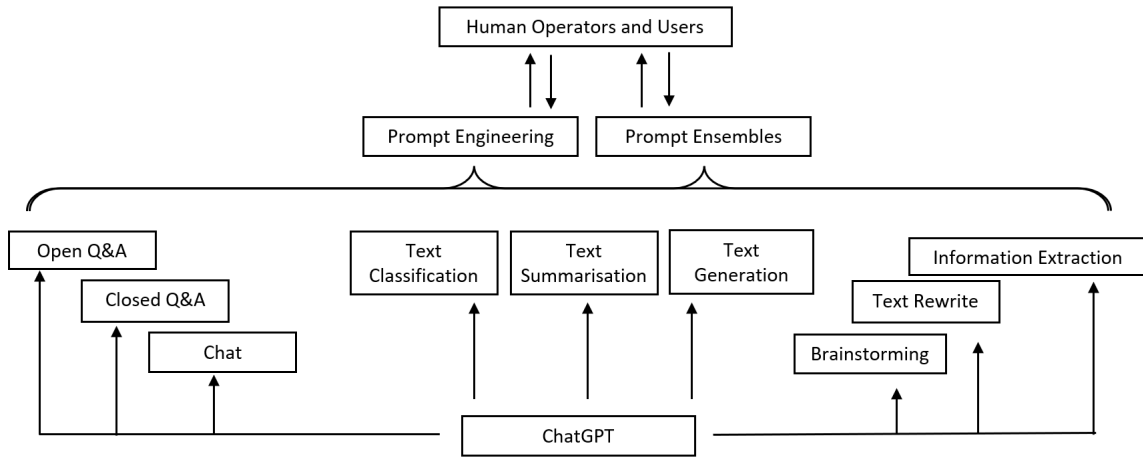 Human Operators and Users
Prompt Engineering
Prompt Ensembles
Open Q&A
Closed Q&A
Chat
Text
Classification
Text
Summarisation
Text
Generation
Information Extraction
Text Rewrite
Brainstorming
ChatGPT